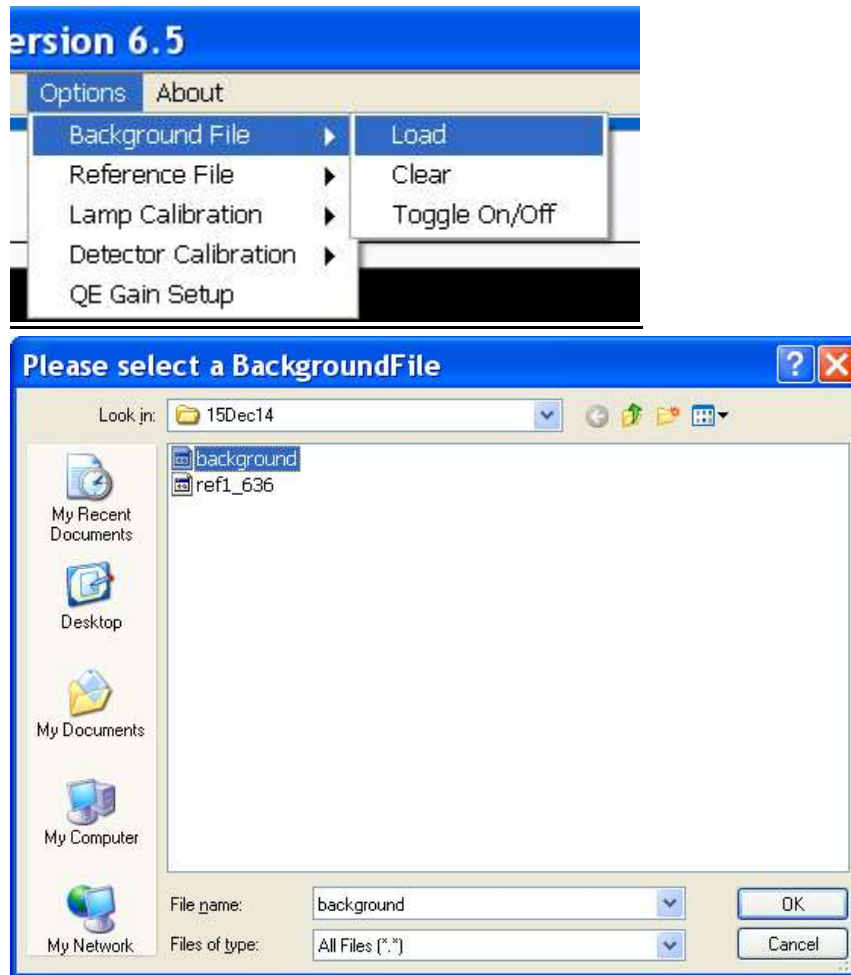 ersion 6.5
Options About
Background File Load
Reference File Clear
Lamp Calibration Toggle On/Off
Detector Calibration
QE Gain Setup
Please select a BackgroundFile
Look in: 15Dec14
background
ref1_636
My Recent
Documents
Desktop
My Documents
My Computer
My Network
File name: background OK
Files of type: All Files (*.*) Cancel